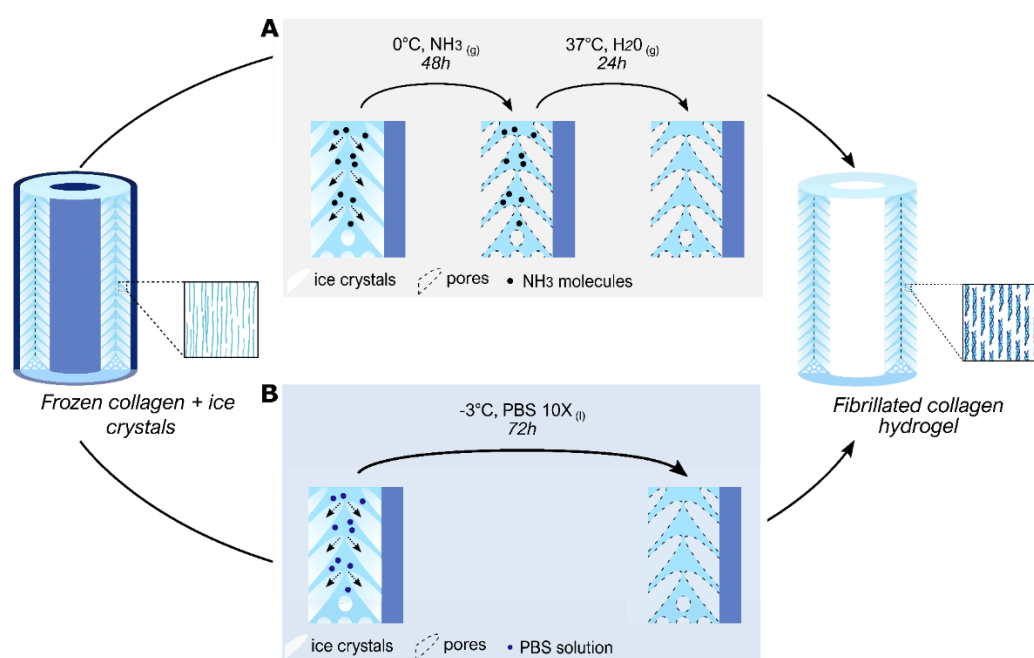 A
0°C, NH3 (g)
48h
37°C, H20 (g)
24h
ice crystals
pores
NH3 molecules
Frozen collagen + ice
crystals
Fibrillated collagen
hydrogel
B
-3°C, PBS 10X (l)
72h
ice crystals
pores
PBS solution